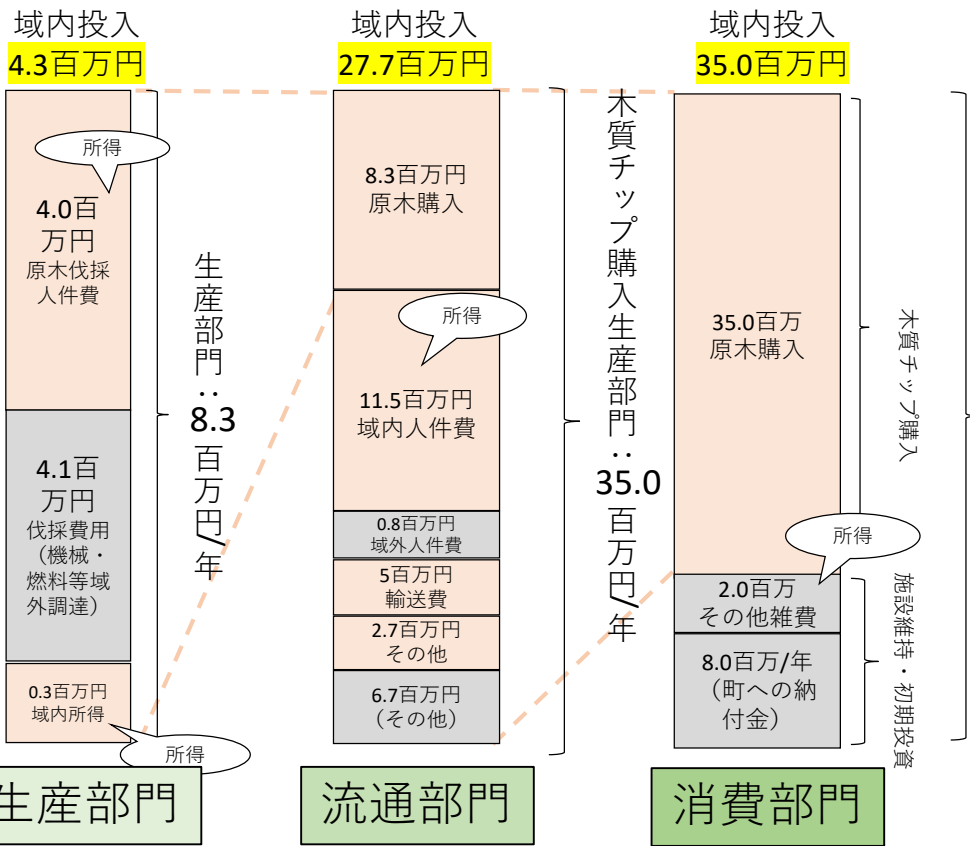 域内投入
4.3百万円
所得
4.0百
万円
原木伐採
人件費
4.1百
万円
伐採費用
(機械・
燃料等域
外調達)
0.3百万円
域内所得
所得
生産部門:8.3百万円/年
生産部門
域内投入
27.7百万円
8.3百万円
原木購入
所得
11.5百万円
域内人件費
0.8百万円
域外人件費
5百万円
輸送費
2.7百万円
その他
6.7百万円
(その他)
木質チップ購入生産部門:35.0百万円/年
流通部門
域内投入
35.0百万円
35.0百万
原木購入
所得
2.0百万
その他雑費
8.0百万/年
(町への納
付金)
木質チップ購入
施設維持・初期投資
消費部門